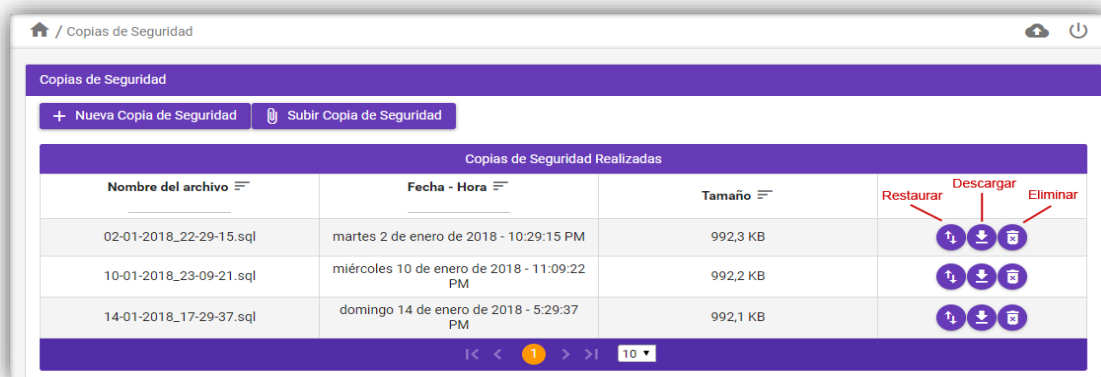 / Copias de Seguridad
Copias de Seguridad
+ Nueva Copia de Seguridad Subir Copia de Seguridad
Copias de Seguridad Realizadas
Nombre del archivo Fecha - Hora Tamaño Restaurar Descargar Eliminar
02-01-2018_22-29-15.sql martes 2 de enero de 2018 - 10:29:15 PM 992,3 KB
10-01-2018_23-09-21.sql miércoles 10 de enero de 2018 - 11:09:22 992,2 KB
PM
14-01-2018_17-29-37.sql domingo 14 de enero de 2018 - 5:29:37 992,1 KB
PM
1 10